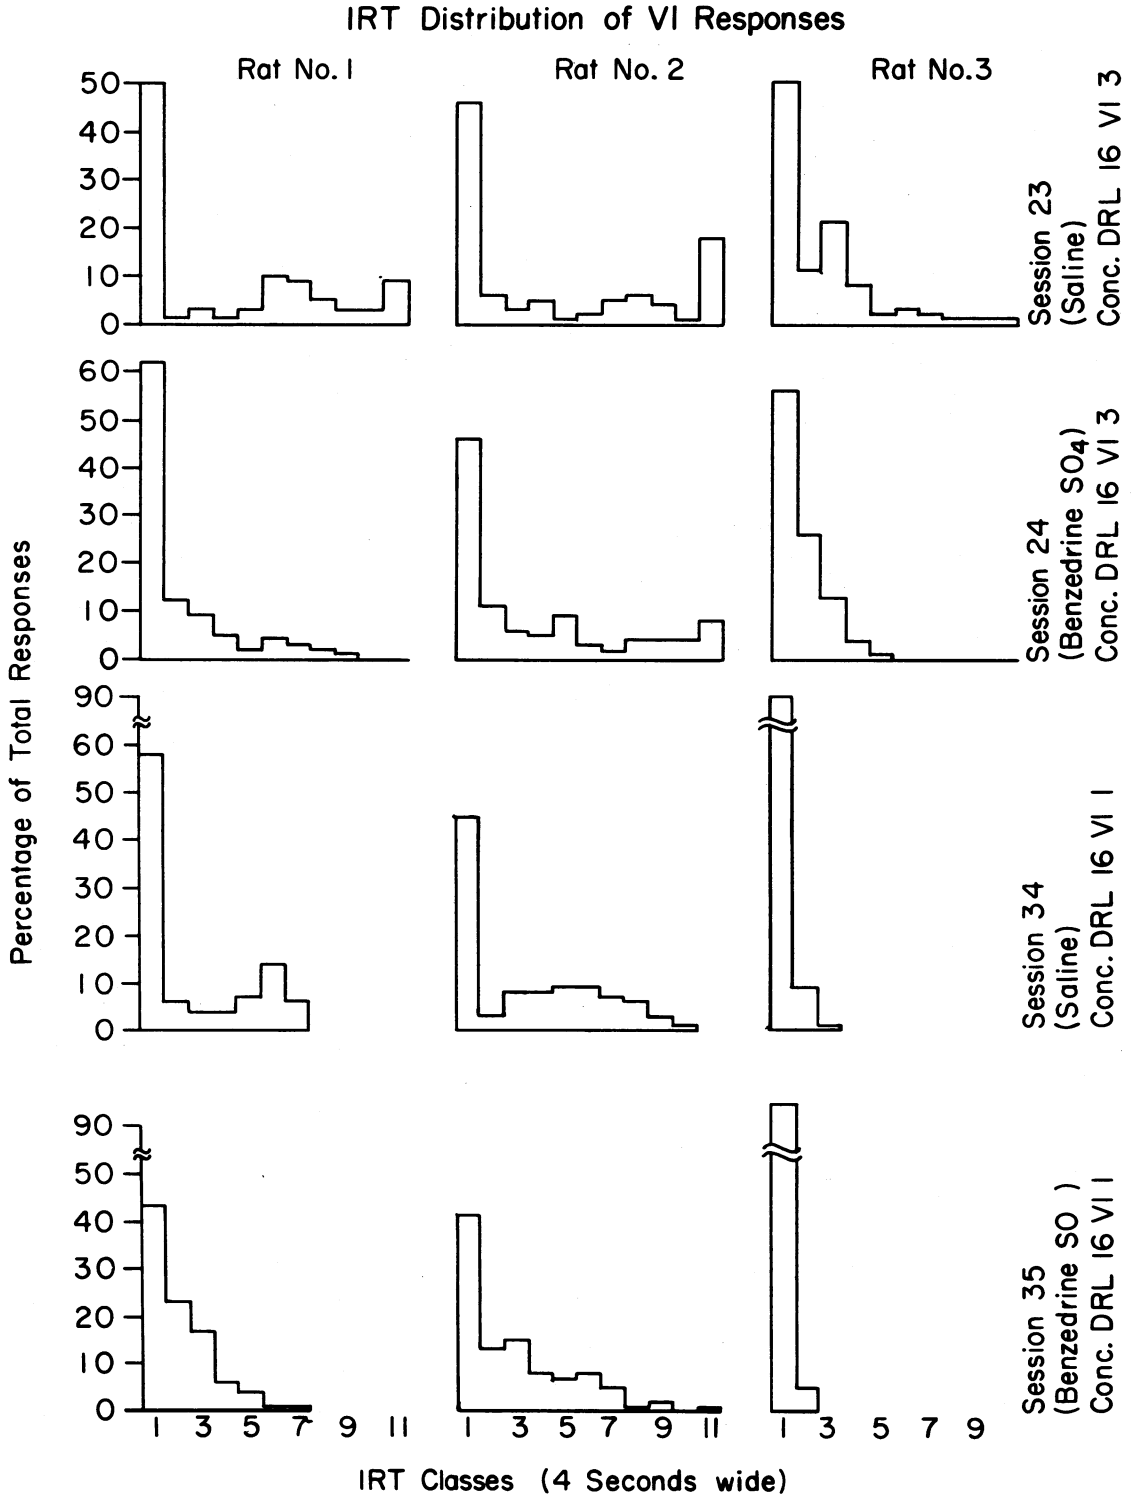 IRT Distribution of VI Responses
Rat No. 1
Rat No. 2
Rat No. 3
Percentage of Total Responses
50
40
30
20
10
0
Session 23
(Saline)
Conc. DRL 16 VI 3
60
50
40
30
20
10
0
Session 24
(Benzedrine SO4)
Conc. DRL 16 VI 3
90
60
50
40
30
20
10
0
Session 34
(Saline)
Conc. DRL 16 VI 1
90
50
40
30
20
10
0
Session 35
(Benzedrine SO )
Conc. DRL 16 VI 1
1 3 5 7 9 11
1 3 5 7 9 11
1 3 5 7 9
IRT Classes (4 Seconds wide)